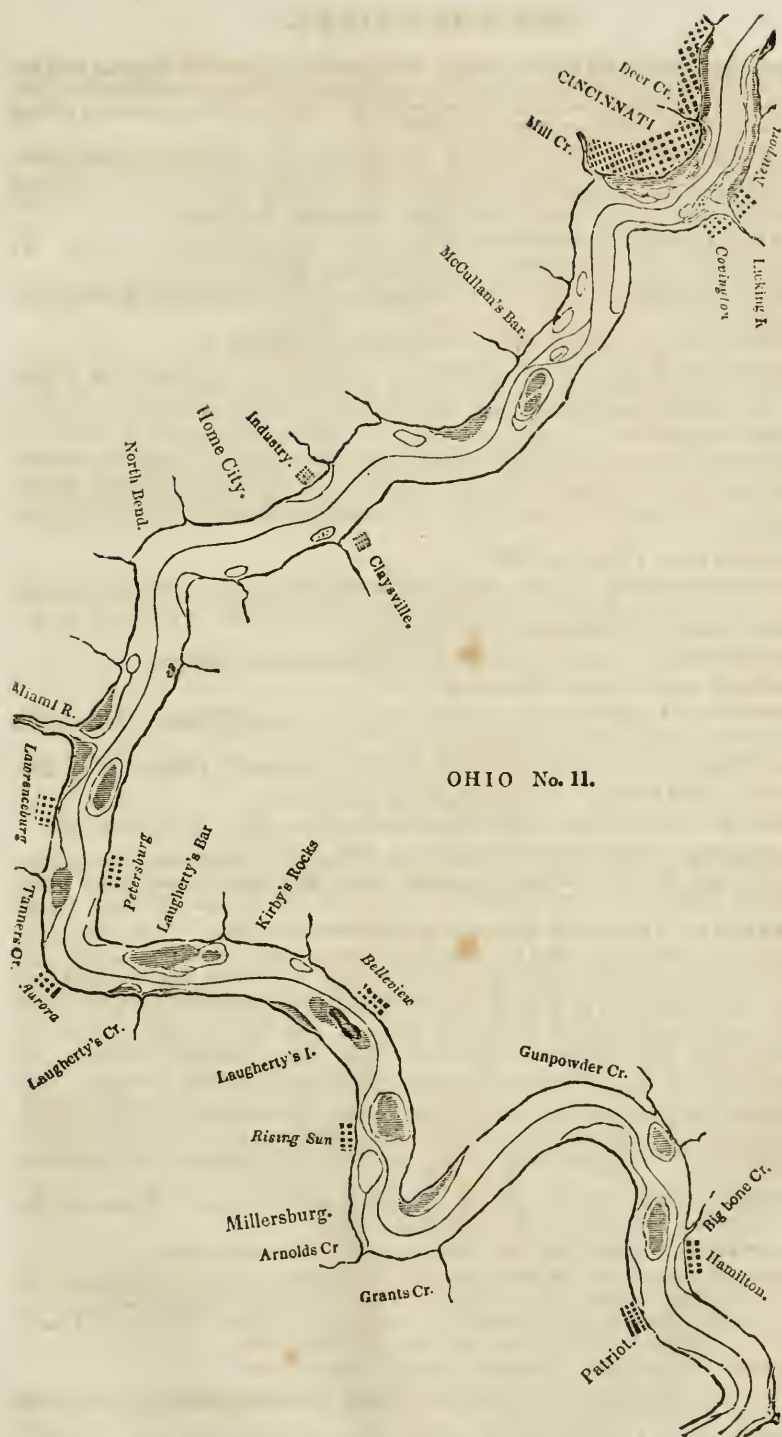 Deer Cr.
CINCINNATI
Mill Cr.
Newport
Licking R
Covington
McCullam's Bar.
Home City.
Industry.
North Bend.
Claysville.
Miami R.
Lawrenceburg
OHIO No. 11.
Petersburg
Laugherty's Bar
Kirby's Rocks
Tanners Cr.
Aurora
Belleview
Laugherty's Cr.
Laugherty's I.
Gunpowder Cr.
Rising Sun
Big bone Cr.
Millersburg.
Arnolds Cr
Hamilton.
Grants Cr.
Patriot.